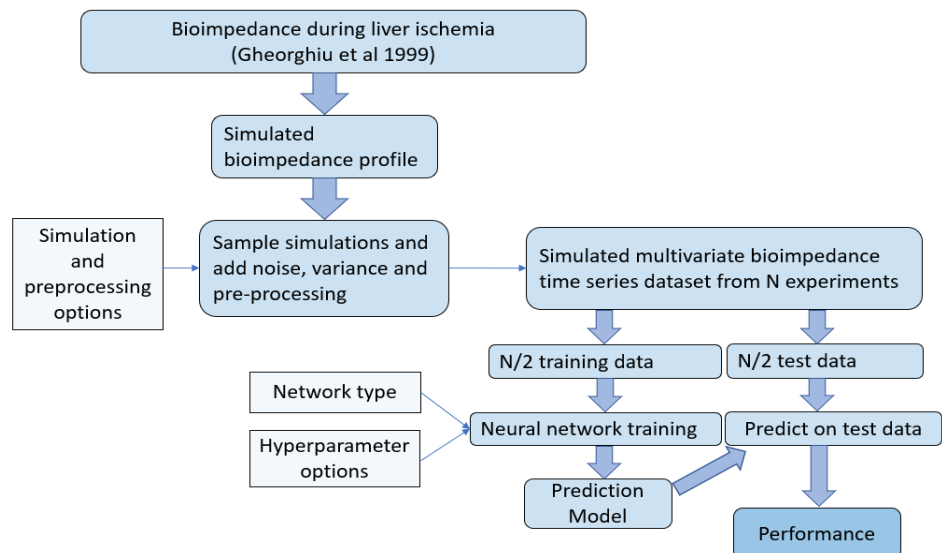 Bioimpedance during liver ischemia
(Gheorghiu et al 1999)
Simulated
bioimpedance profile
Simulation
and
preprocessing
options
Sample simulations and
add noise, variance and
pre-processing
Simulated multivariate bioimpedance
time series dataset from N experiments
N/2 training data
N/2 test data
Network type
Hyperparameter
options
Neural network training
Predict on test data
Prediction
Model
Performance